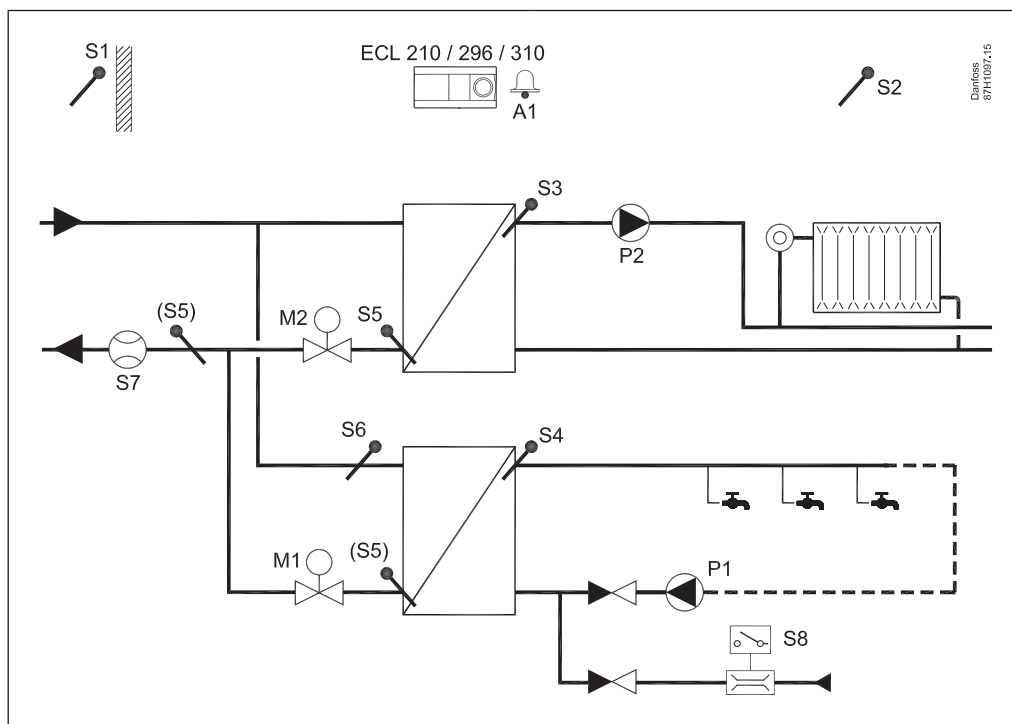 S1
ECL 210 / 296 / 310
A1
S2
Danfoss
87H1097.15
S3
P2
(S5)
M2
S5
S7
S6
S4
M1
(S5)
P1
S8